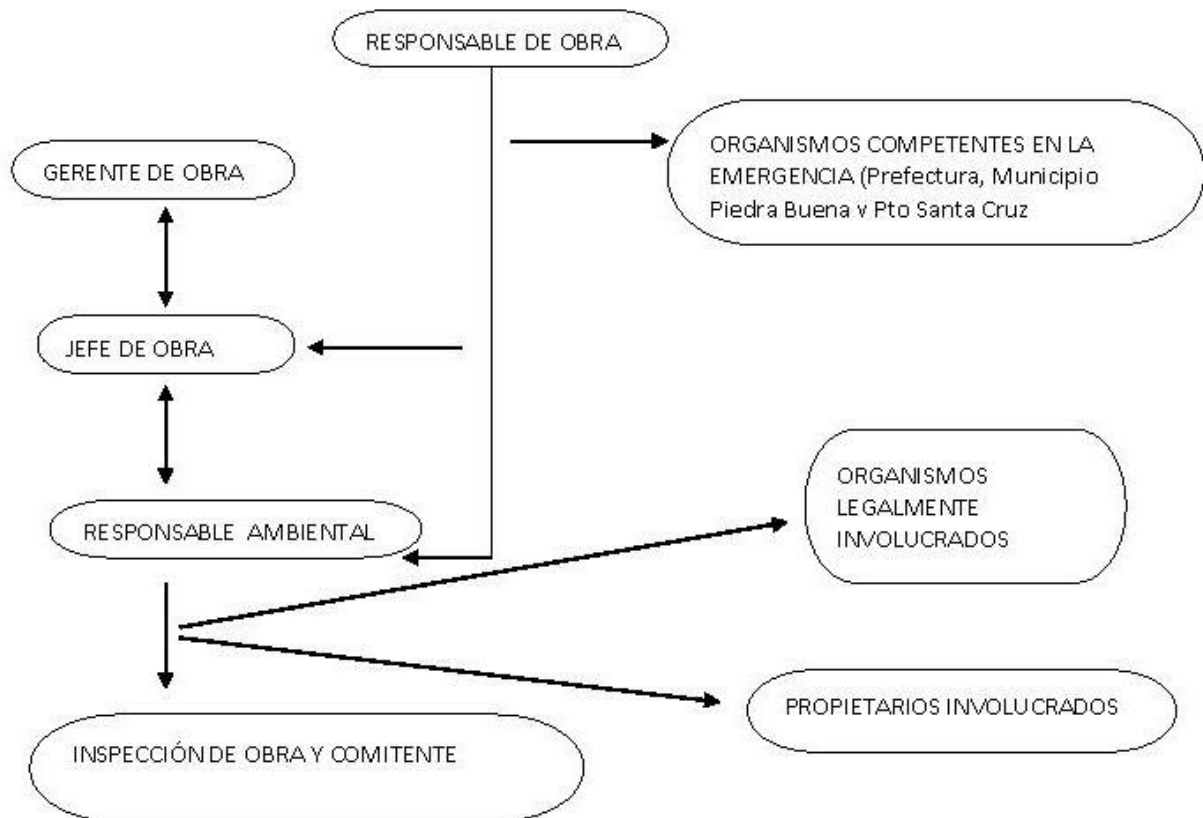 RESPONSABLE DE OBRA
ORGANISMOS COMPETENTES EN LA
EMERGENCIA (Prefectura, Municipio
Piedra Buena v Pto Santa Cruz
GERENTE DE OBRA
JEFE DE OBRA
ORGANISMOS
LEGALMENTE
INVOLUCRADOS
RESPONSABLE AMBIENTAL
PROPIETARIOS INVOLUCRADOS
INSPECCIÓN DE OBRA Y COMITENTE